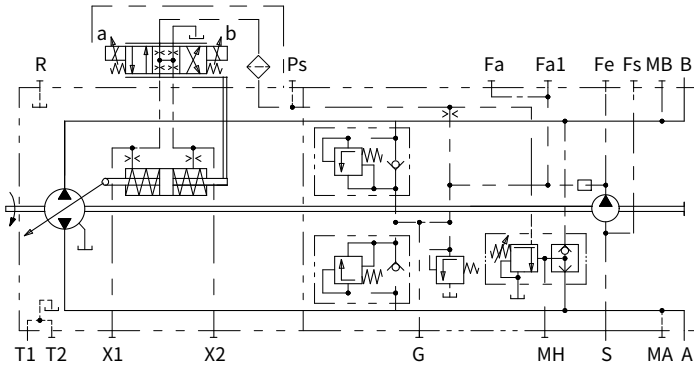 a b
R Ps Fa Fa1 Fe Fs MB B
T1 T2 X1 X2 G MH S MA A